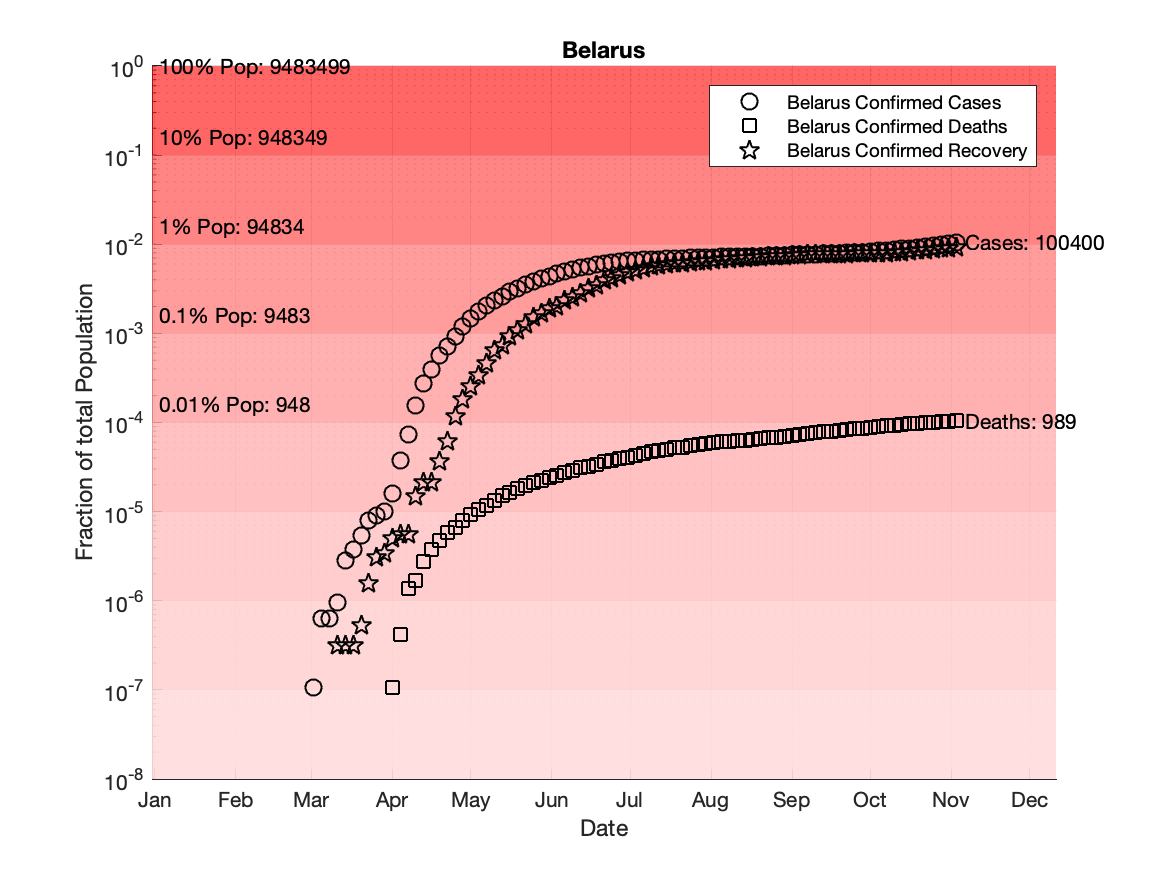 Belarus
10^0
100% Pop: 9483499
Belarus Confirmed Cases
Belarus Confirmed Deaths
Belarus Confirmed Recovery
10% Pop: 948349
10^-1
1% Pop: 94834
10^-2
Cases: 100400
0.1% Pop: 9483
10^-3
0.01% Pop: 948
10^-4
Deaths: 989
10^-5
10^-6
10^-7
10^-8
Fraction of total Population
Jan Feb Mar Apr May Jun Jul Aug Sep Oct Nov Dec
Date